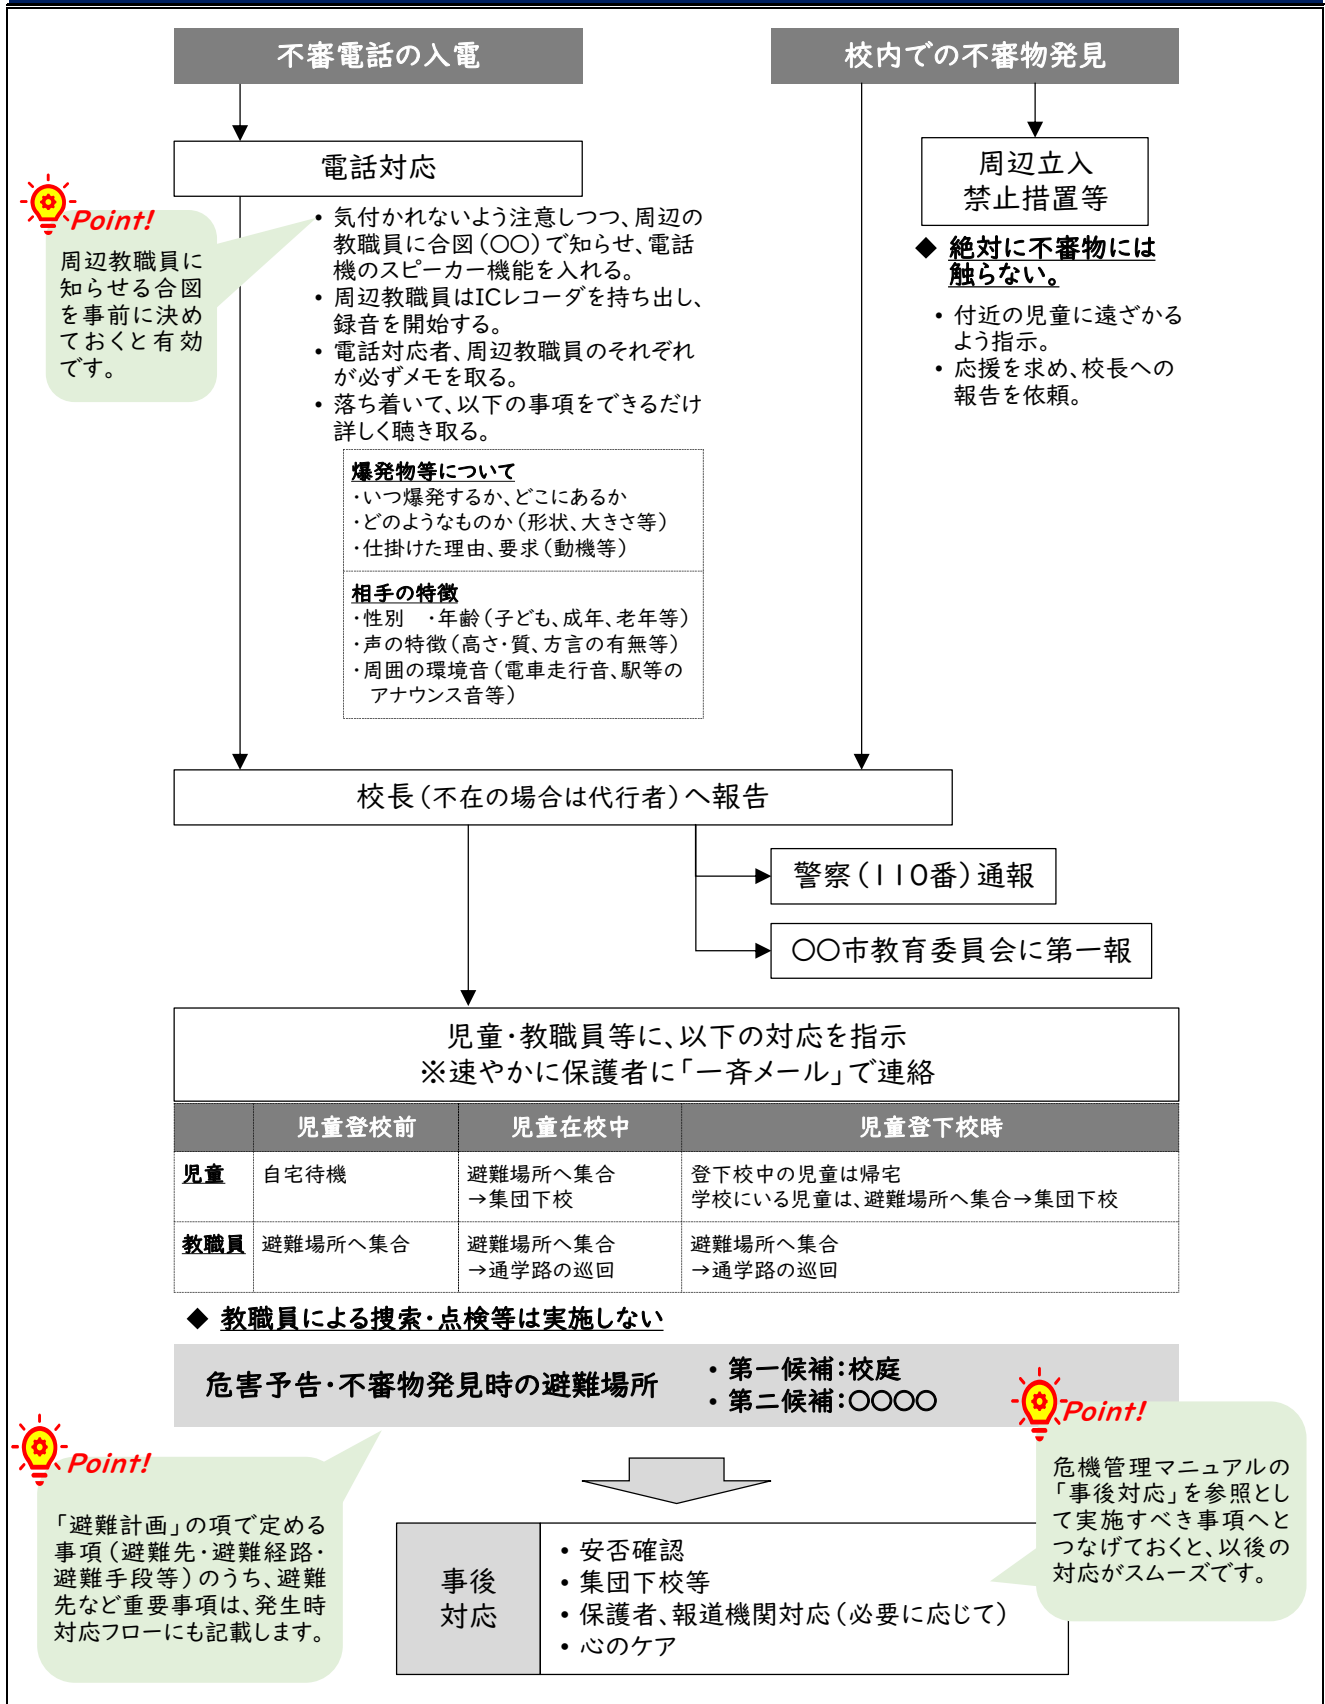 不審電話の入電
校内での不審物発見
電話対応
周辺立入
禁止措置等
Point!
周辺教職員に
知らせる合図
を事前に決め
ておくと有効
です。
• 気付かれないよう注意しつつ、周辺の
教職員に合図（○○）で知らせ、電話
機のスピーカー機能を入れる。
• 周辺教職員はICレコーダを持ち出し、
録音を開始する。
• 電話対応者、周辺教職員のそれぞれ
が必ずメモを取る。
• 落ち着いて、以下の事項をできるだけ
詳しく聴き取る。
◆ 絶対に不審物には
触らない。
• 付近の児童に遠ざかる
よう指示。
• 応援を求め、校長への
報告を依頼。
爆発物等について
・いつ爆発するか、どこにあるか
・どのようなものか（形状、大きさ等）
・仕掛けた理由、要求（動機等）
相手の特徴
・性別　・年齢（子ども、成年、老年等）
・声の特徴（高さ・質、方言の有無等）
・周囲の環境音（電車走行音、駅等の
アナウンス音等）
校長（不在の場合は代行者）へ報告
警察（110番）通報
○○市教育委員会に第一報
児童・教職員等に、以下の対応を指示
※速やかに保護者に「一斉メール」で連絡
児童登校前
児童在校中
児童登下校時
児童
自宅待機
避難場所へ集合
→集団下校
登下校中の児童は帰宅
学校にいる児童は、避難場所へ集合→集団下校
教職員
避難場所へ集合
避難場所へ集合
→通学路の巡回
避難場所へ集合
→通学路の巡回
◆ 教職員による捜索・点検等は実施しない
危害予告・不審物発見時の避難場所
• 第一候補：校庭
• 第二候補：○○○○
Point!
「避難計画」の項で定める
事項（避難先・避難経路・
避難手段等）のうち、避難
先など重要事項は、発生時
対応フローにも記載します。
Point!
危機管理マニュアルの
「事後対応」を参照とし
て実施すべき事項へと
つなげておくと、以後の
対応がスムーズです。
事後
対応
• 安否確認
• 集団下校等
• 保護者、報道機関対応（必要に応じて）
• 心のケア